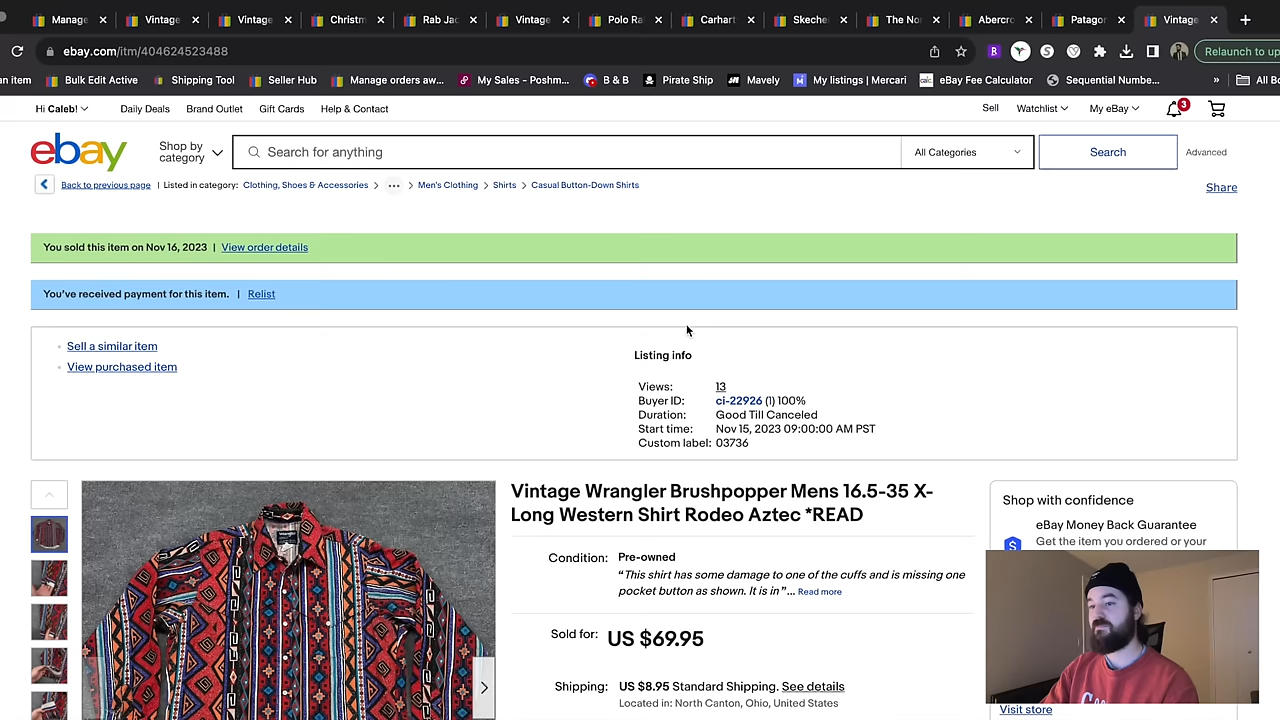 Manage
Vintage
Vintage
Christm
Rab Jac
Vintage
Polo Ra
Carhart
Skeche
The No
Abercro
Patagon
Vintage
ebay.com/itm/404624523488
Relaunch to up
an item
Bulk Edit Active
Shipping Tool
Seller Hub
Manage orders aw...
My Sales - Poshm...
B & B
Pirate Ship
Mavely
My listings | Mercari
eBay Fee Calculator
Sequential Numbe...
»
All Bo
Hi Caleb!
Daily Deals
Brand Outlet
Gift Cards
Help & Contact
Sell
Watchlist
My eBay
3
ebay
Shop by
category
Search for anything
All Categories
Search
Advanced
Back to previous page | Listed in category: Clothing, Shoes & Accessories > ... > Men's Clothing > Shirts > Casual Button-Down Shirts
Share
You sold this item on Nov 16, 2023 | View order details
You've received payment for this item. | Relist
Sell a similar item
View purchased item
Listing info
Views: 13
Buyer ID: ci-22926 (1) 100%
Duration: Good Till Canceled
Start time: Nov 15, 2023 09:00:00 AM PST
Custom label: 03736
Vintage Wrangler Brushpopper Mens 16.5-35 X-
Long Western Shirt Rodeo Aztec *READ
Condition: Pre-owned
“This shirt has some damage to one of the cuffs and is missing one
pocket button as shown. It is in”... Read more
Sold for: US $69.95
Shipping: US $8.95 Standard Shipping. See details
Located in: North Canton, Ohio, United States
Shop with confidence
eBay Money Back Guarantee
Get the item you ordered or your
Visit store